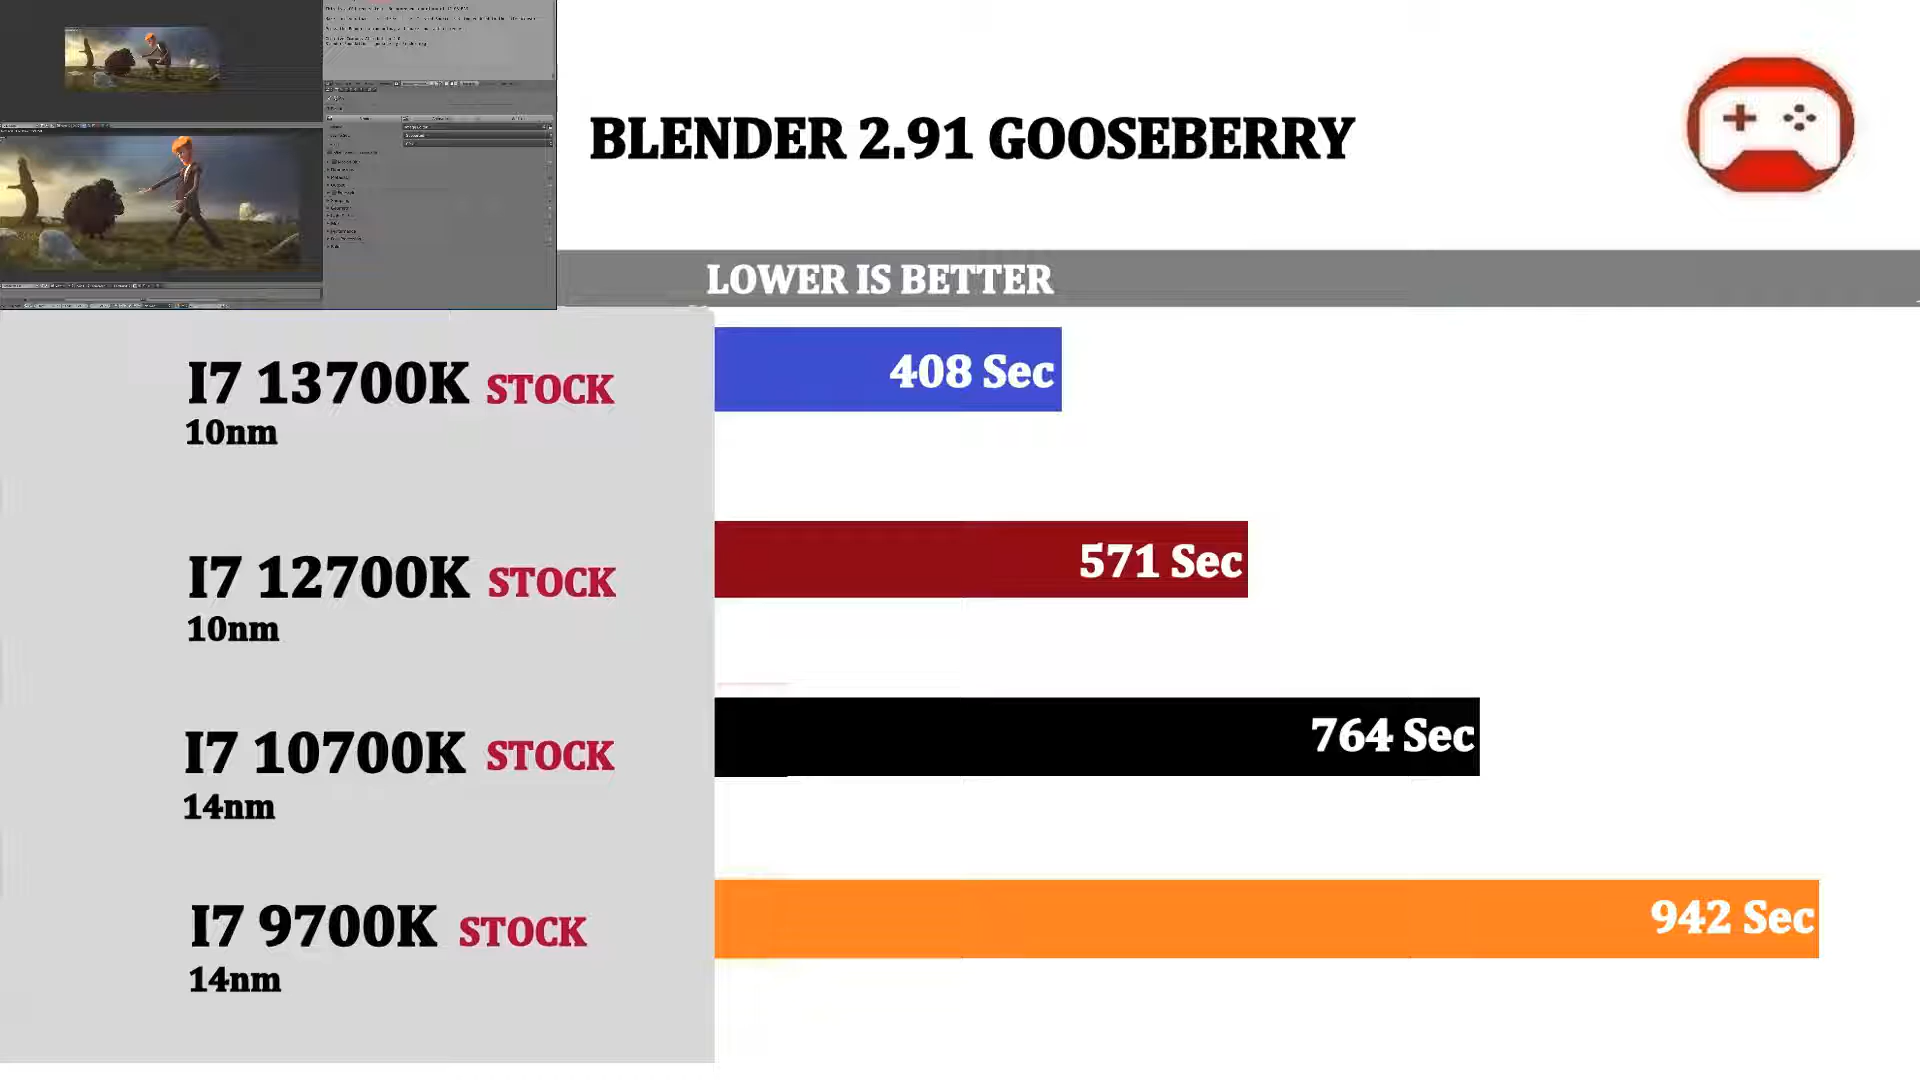 BLENDER 2.91 GOOSEBERRY
LOWER IS BETTER
I7 13700K STOCK
10nm
408 Sec
I7 12700K STOCK
10nm
571 Sec
I7 10700K STOCK
14nm
764 Sec
I7 9700K STOCK
14nm
942 Sec